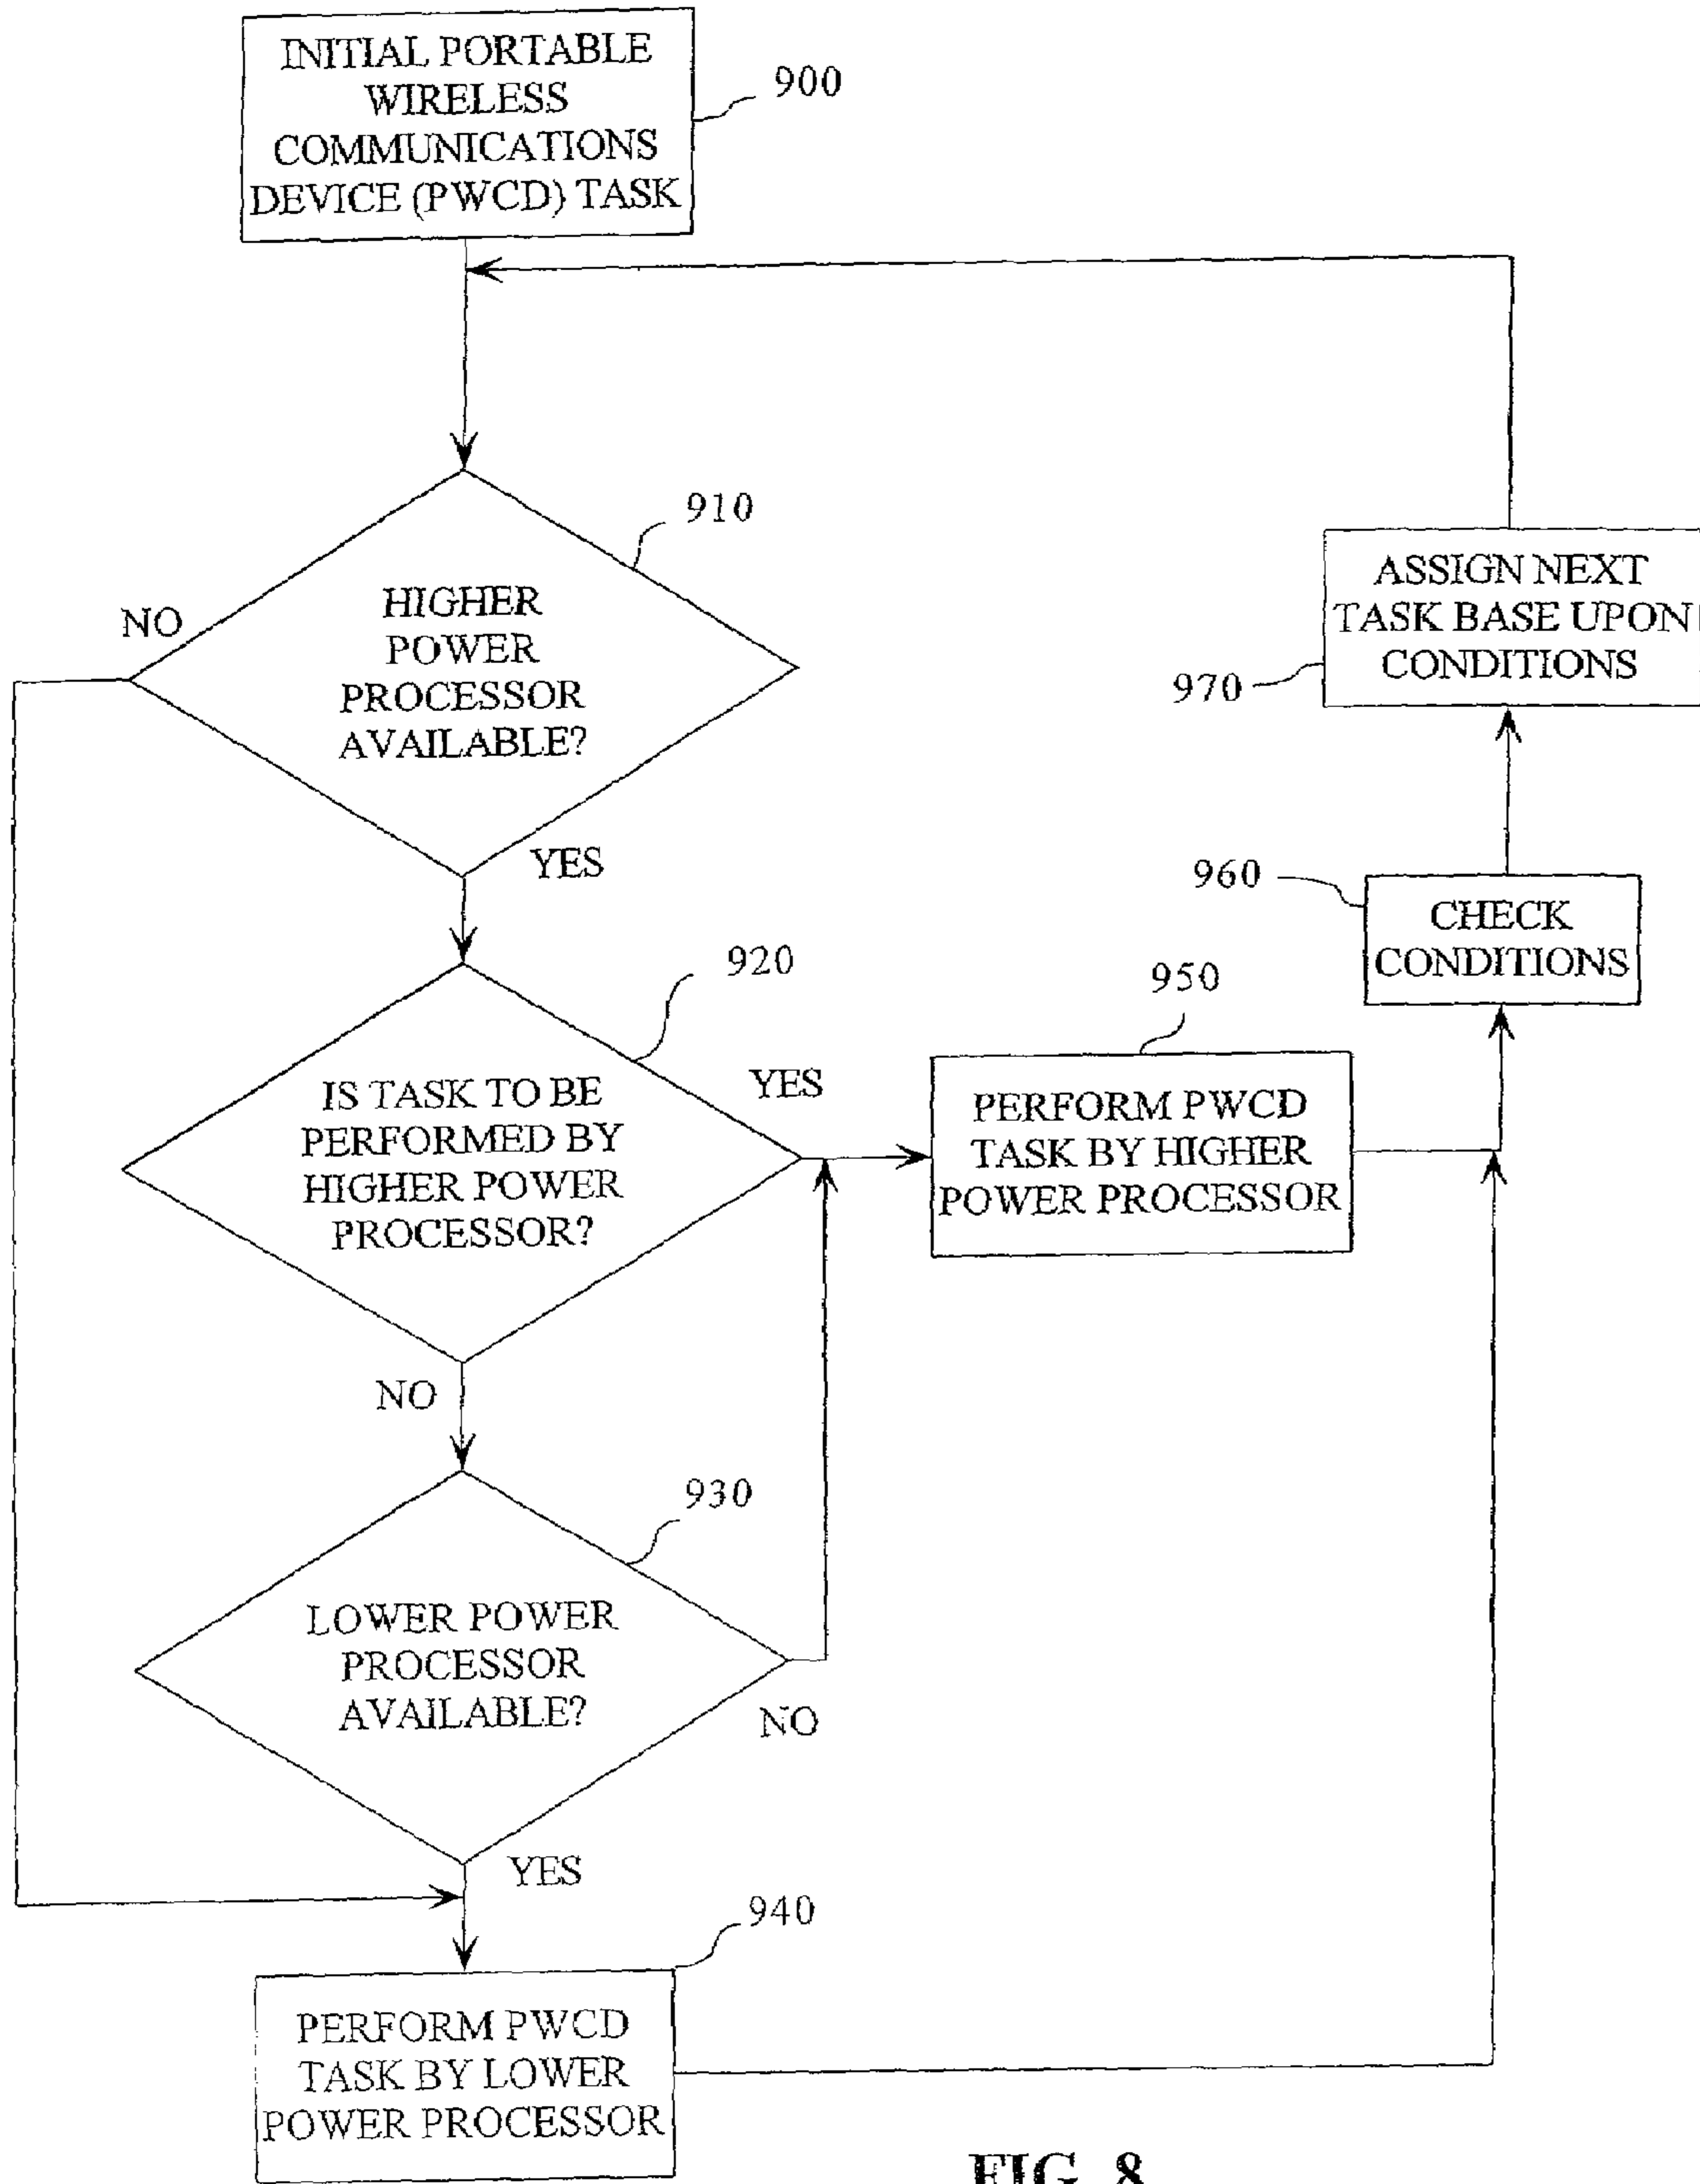 INITIAL PORTABLE
WIRELESS
COMMUNICATIONS
DEVICE (PWCD) TASK
900
910
HIGHER
POWER
PROCESSOR
AVAILABLE?
NO
YES
ASSIGN NEXT
TASK BASE UPON
CONDITIONS
970
960
CHECK
CONDITIONS
920
IS TASK TO BE
PERFORMED BY
HIGHER POWER
PROCESSOR?
YES
NO
950
PERFORM PWCD
TASK BY HIGHER
POWER PROCESSOR
930
LOWER POWER
PROCESSOR
AVAILABLE?
NO
YES
940
PERFORM PWCD
TASK BY LOWER
POWER PROCESSOR
FIG. 8